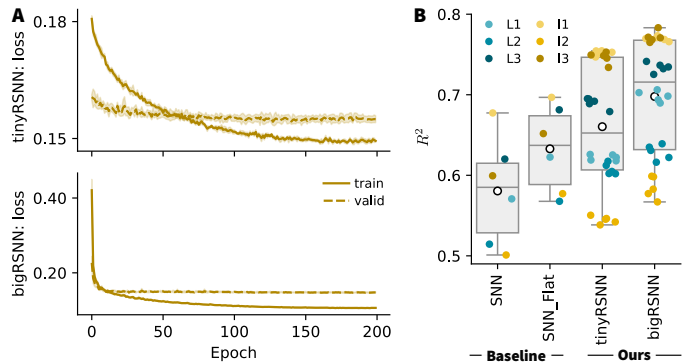 A
tinyRSNN: loss
0.18
0.15
bigRSNN: loss
0.40
0.20
train
valid
0
100
200
Epoch
B
R²
0.8
0.7
0.6
0.5
L1
L2
L3
I1
I2
I3
SNN
SNN_Flat
tinyRSNN
bigRSNN
Baseline
Ours